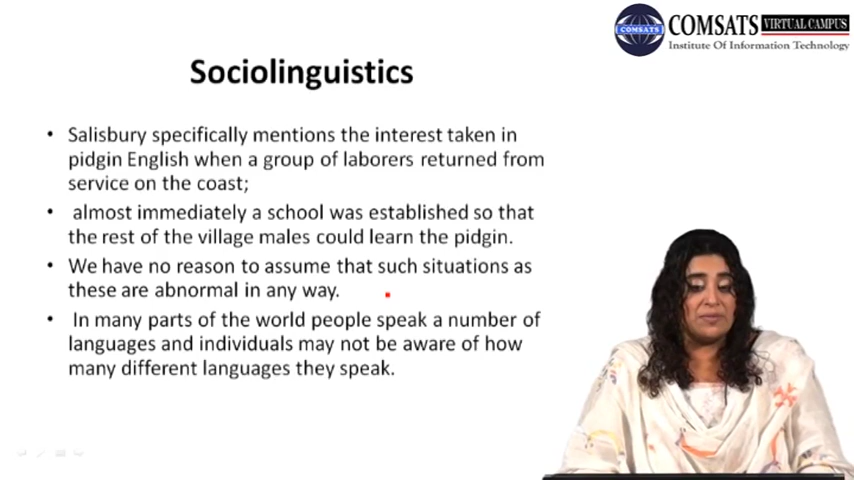 COMSATS VIRTUAL CAMPUS
Institute Of Information Technology
COMSATS
Sociolinguistics
• Salisbury specifically mentions the interest taken in
pidgin English when a group of laborers returned from
service on the coast;
• almost immediately a school was established so that
the rest of the village males could learn the pidgin.
• We have no reason to assume that such situations as
these are abnormal in any way.
• In many parts of the world people speak a number of
languages and individuals may not be aware of how
many different languages they speak.